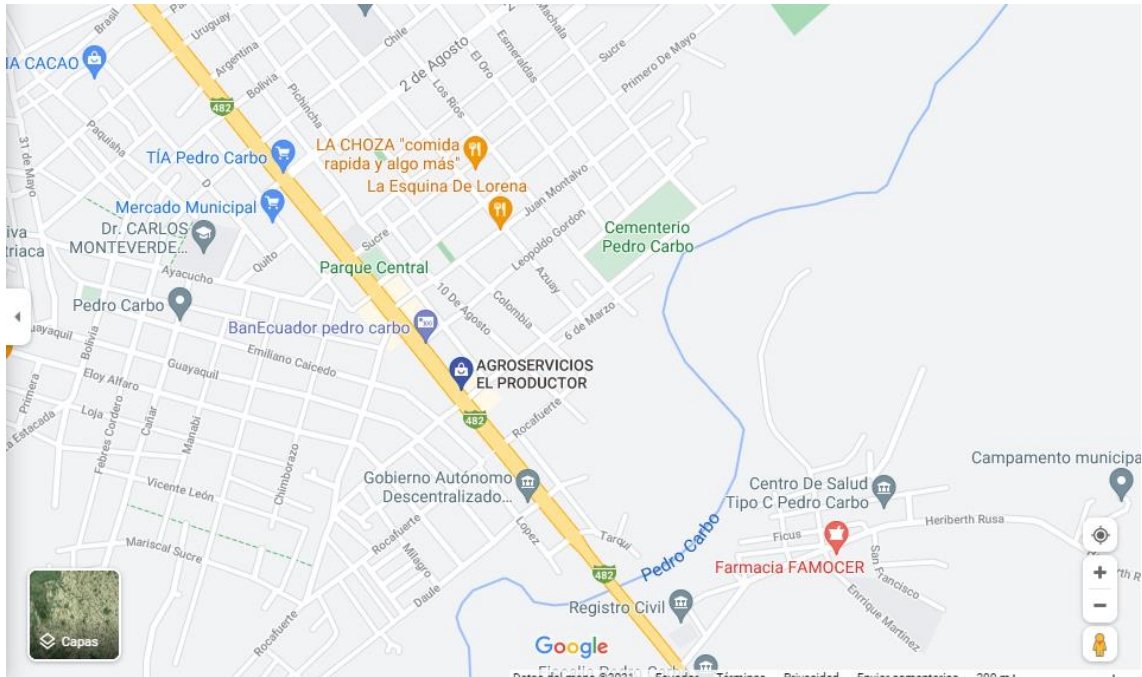 Brasil
Uruguay
Chile
Machala
Esmeraldas
Sucre
Primero De Mayo
El Oro
Argentina
Bolivia
Pichincha
2 de Agosto
Los Rios
CACAO
482
31 de Mayo
Paquisha
TÍA Pedro Carbo
LA CHOZA "comida
rapida y algo más"
La Esquina De Lorena
Juan Montalvo
D
Mercado Municipal
Dr. CARLOS
MONTEVERDE...
Quito
Sucre
Leopoldo Gordon
Cementerio
Pedro Carbo
Ayacucho
Parque Central
Azuay
10 De Agosto
Colombia
6 de Marzo
Pedro Carbo
BanEcuador pedro carbo
Bolivia
Emiliano Caicedo
Guayaquil
Eloy Alfaro
Primera
AGROSERVICIOS
EL PRODUCTOR
482
Loja
La Estacada
Febres Cordero
Cañar
Manabí
Chimborazo
Rocafuerte
Gobierno Autónomo
Descentralizado...
Campamento municipa
Centro De Salud
Tipo C Pedro Carbo
Vicente León
Mariscal Sucre
Rocafuerte
Milagro
Daule
Lopez
Tarqui
482
Pedro Carbo
Ficus
Heriberth Rusa
Farmacia FAMOCER
San Francisco
Enrrique Martinez
Registro Civil
Rocafuerte
Capas
Google